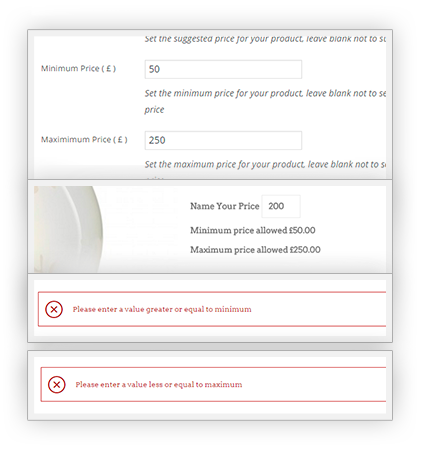 Set the suggested price for your product, leave blank not to
Minimum Price ( £ )
50
Set the minimum price for your product, leave blank not to se
price
Maximimum Price ( £ )
250
Set the maximum price for your product, leave blank not to s
Name Your Price 200
Minimum price allowed £50.00
Maximum price allowed £250.00
Please enter a value greater or equal to minimum
Please enter a value less or equal to maximum